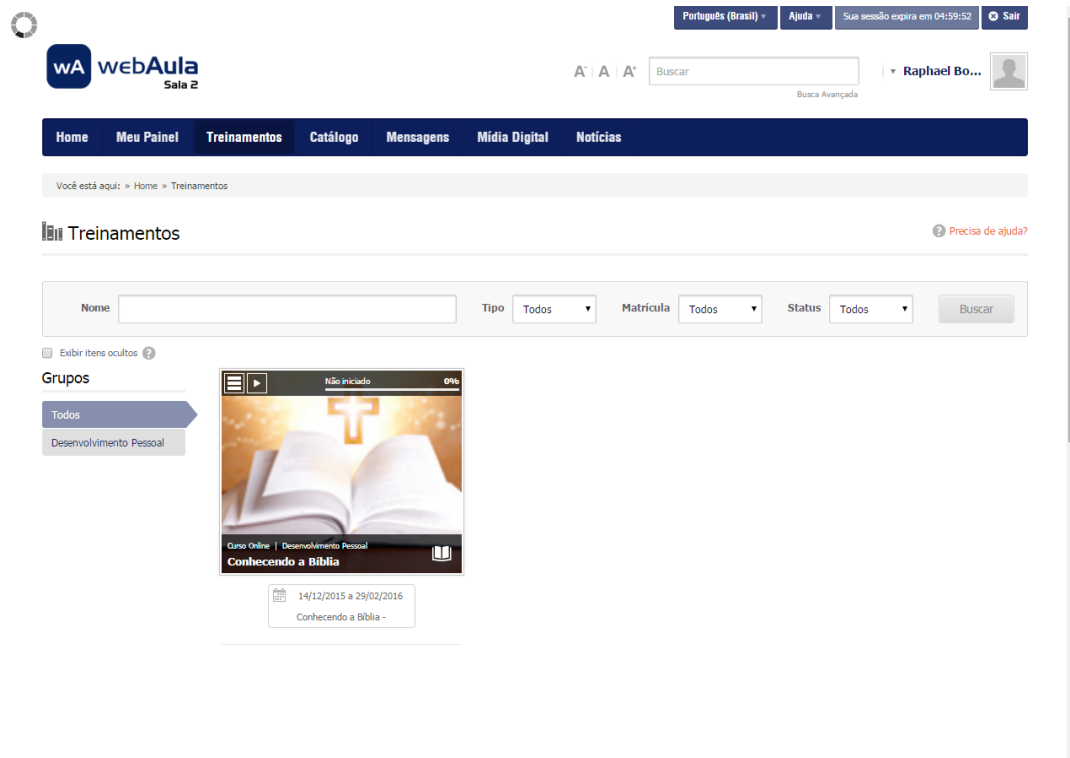 Português (Brasil) Ajuda Sua sessão expira em 04:59:52 Sair
wA webAula
Sala 2
A- A A+ Buscar Raphael Bo...
Busca Avançada
Home Meu Painel Treinamentos Catálogo Mensagens Mídia Digital Notícias
Você está aqui: » Home » Treinamentos
Treinamentos
? Precisa de ajuda?
Nome Tipo Todos Matrícula Todos Status Todos Buscar
Exibir itens ocultos ?
Grupos
Todos
Desenvolvimento Pessoal
Não iniciado 0%
Curso Online | Desenvolvimento Pessoal
Conhecendo a Bíblia
14/12/2015 a 29/02/2016
Conhecendo a Bíblia -